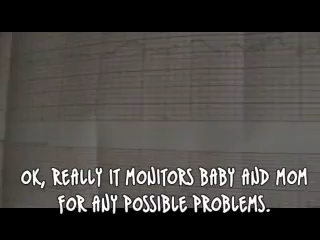 OK, REALLY IT MONITORS BABY AND MOM
FOR ANY POSSIBLE PROBLEMS.